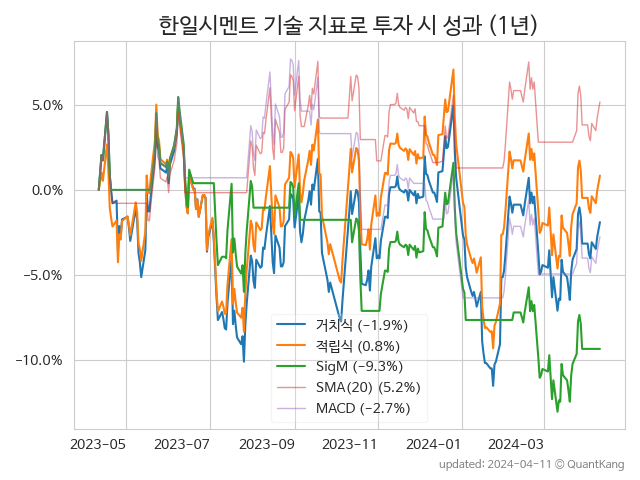 한일시멘트 기술 지표로 투자 시 성과 (1년)
5.0%
0.0%
−5.0%
−10.0%
거치식 (−1.9%)
적립식 (0.8%)
SigM (−9.3%)
SMA(20) (5.2%)
MACD (−2.7%)
2023-05 2023-07 2023-09 2023-11 2024-01 2024-03
updated: 2024-04-11 © QuantKang